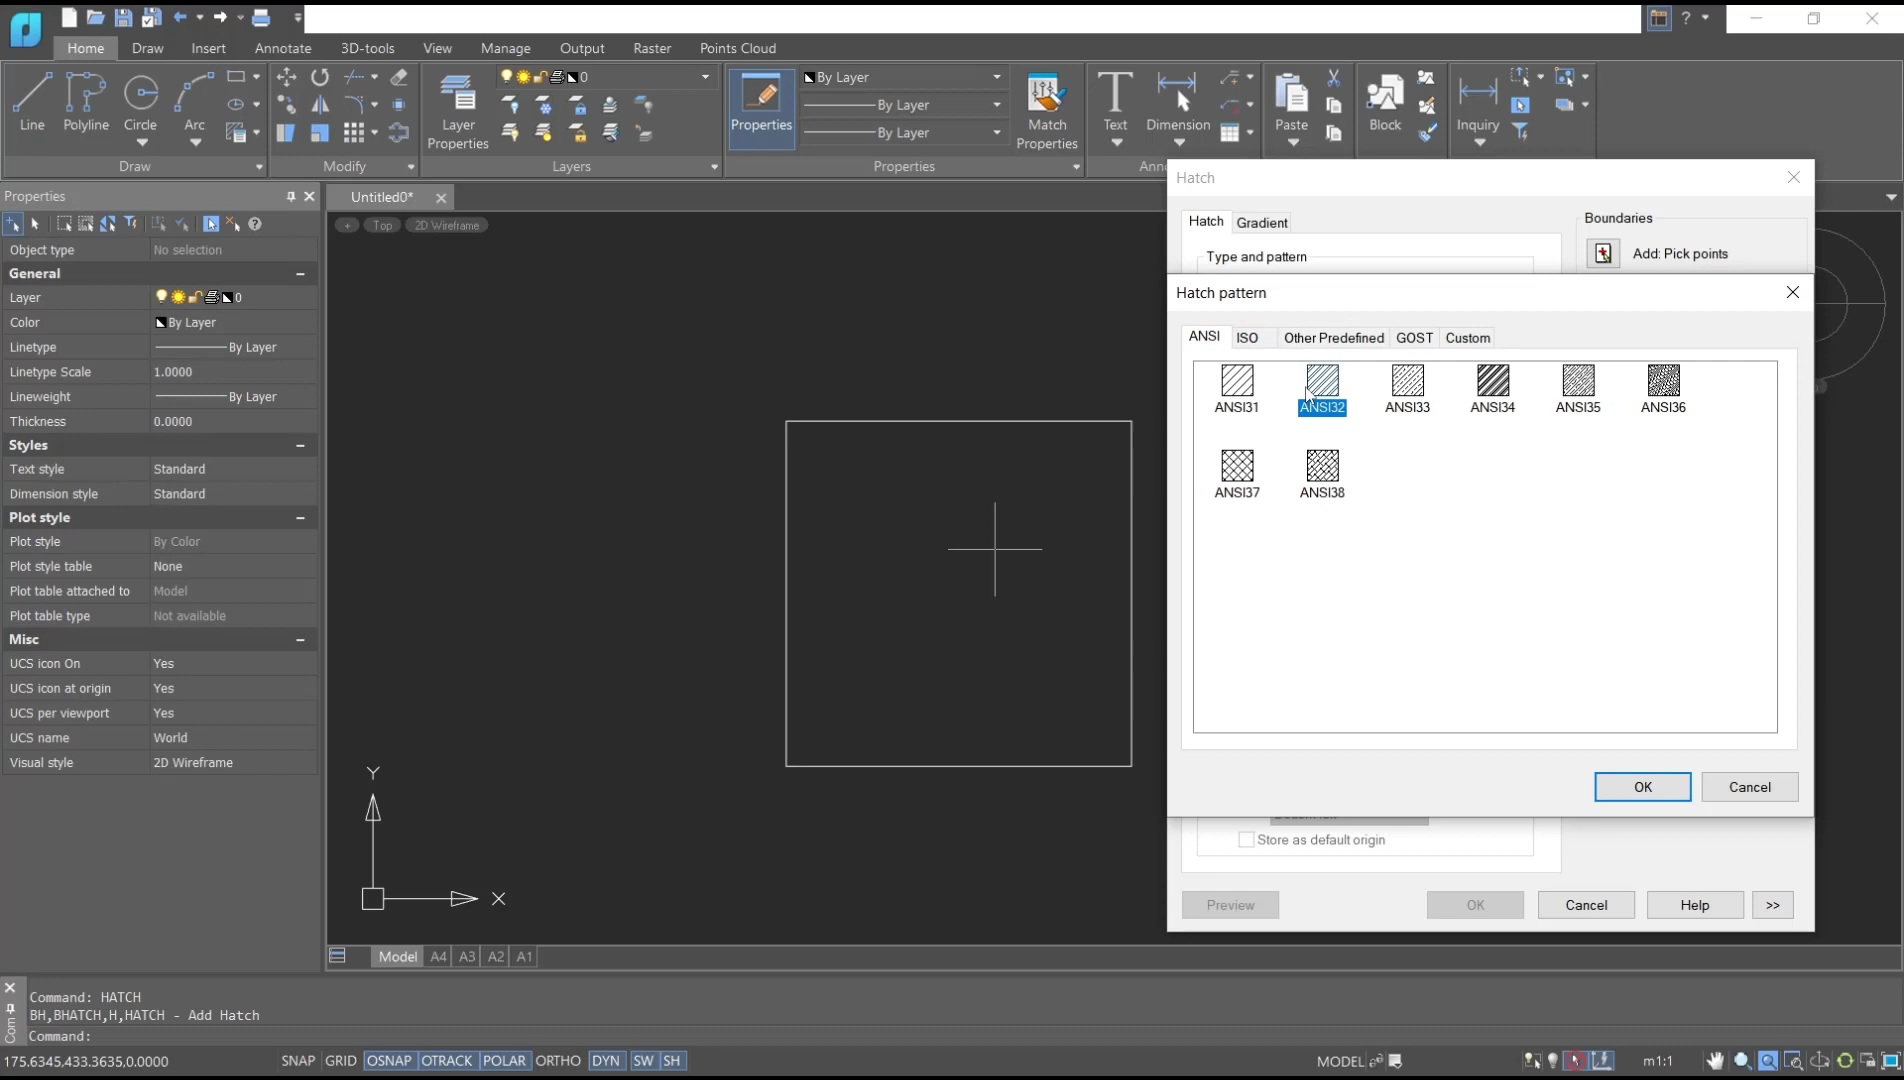 Home Draw Insert Annotate 3D-tools View Manage Output Raster Points Cloud
?
0
By Layer
By Layer
By Layer
Line Polyline Circle Arc
Layer Properties
Properties
Match Properties
Text Dimension Paste Block Inquiry
Draw Modify Layers Properties Ann
Properties
Untitled0*
+ Top 2D Wireframe
Object type No selection
General
Layer 0
Color By Layer
Linetype By Layer
Linetype Scale 1.0000
Lineweight By Layer
Thickness 0.0000
Styles
Text style Standard
Dimension style Standard
Plot style
Plot style By Color
Plot style table None
Plot table attached to Model
Plot table type Not available
Misc
UCS icon On Yes
UCS icon at origin Yes
UCS per viewport Yes
UCS name World
Visual style 2D Wireframe
Y
X
Hatch
Hatch Gradient
Boundaries
Type and pattern
Add: Pick points
Hatch pattern
ANSI ISO Other Predefined GOST Custom
ANSI31 ANSI32 ANSI33 ANSI34 ANSI35 ANSI36
ANSI37 ANSI38
OK Cancel
Store as default origin
Preview OK Cancel Help >>
Model A4 A3 A2 A1
Com
Command: HATCH
BH,BHATCH,H,HATCH - Add Hatch
Command:
175.6345,433.3635,0.0000 SNAP GRID OSNAP OTRACK POLAR ORTHO DYN SW SH MODEL m1:1